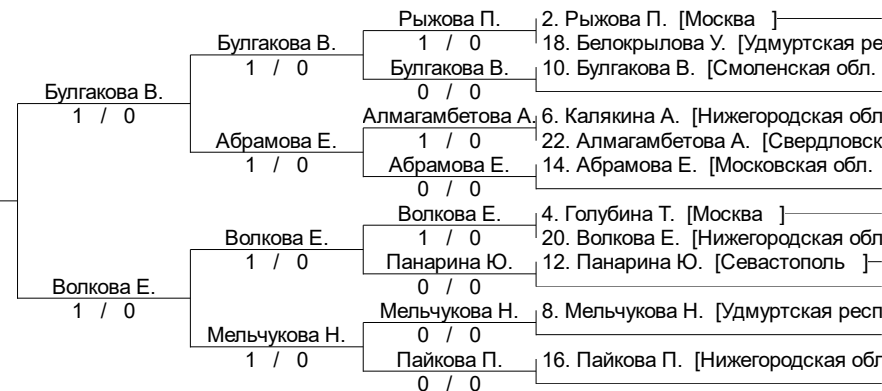 Рыжова П. 2. Рыжова П. [Москва ]
Булгакова В. 1 / 0 18. Белокрылова У. [Удмуртская ре
1 / 0 Булгакова В. 10. Булгакова В. [Смоленская обл.
0 / 0
Булгакова В.
1 / 0 Алмагамбетова А. 6. Калякина А. [Нижегородская обл
Абрамова Е. 1 / 0 22. Алмагамбетова А. [Свердловск
1 / 0 Абрамова Е. 14. Абрамова Е. [Московская обл.
0 / 0
Волкова Е. 4. Голубина Т. [Москва ]
Волкова Е. 1 / 0 20. Волкова Е. [Нижегородская обл
1 / 0 Панарина Ю. 12. Панарина Ю. [Севастополь ]
0 / 0
Волкова Е.
1 / 0 Мельчукова Н. 8. Мельчукова Н. [Удмуртская респ
Мельчукова Н. 0 / 0
1 / 0 Пайкова П. 16. Пайкова П. [Нижегородская обл
0 / 0